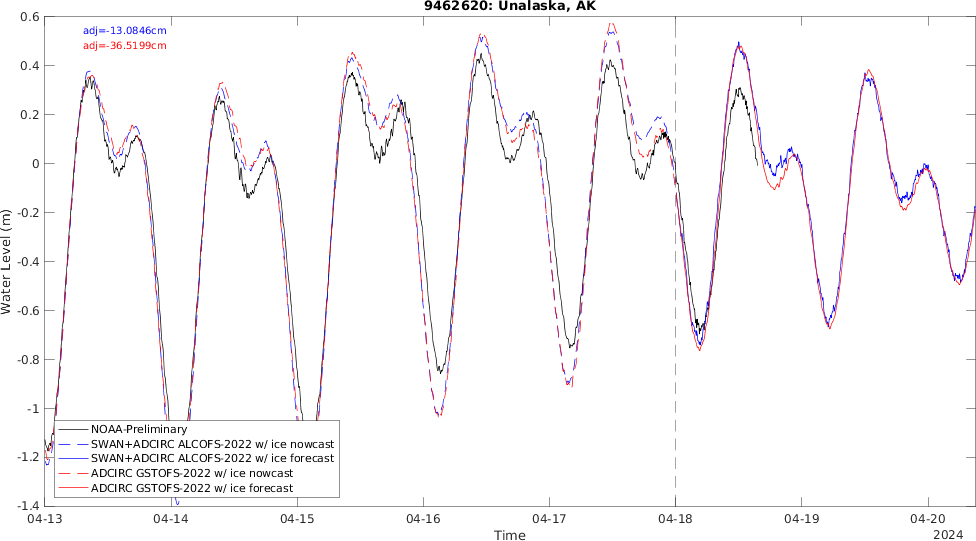 9462620: Unalaska, AK
adj=-13.0846cm
adj=-36.5199cm
0.6
0.4
0.2
0
-0.2
-0.4
-0.6
-0.8
-1
-1.2
-1.4
Water Level (m)
NOAA-Preliminary
SWAN+ADCIRC ALCOFS-2022 w/ ice nowcast
SWAN+ADCIRC ALCOFS-2022 w/ ice forecast
ADCIRC GSTOFS-2022 w/ ice nowcast
ADCIRC GSTOFS-2022 w/ ice forecast
04-13 04-14 04-15 04-16 04-17 04-18 04-19 04-20
Time
2024